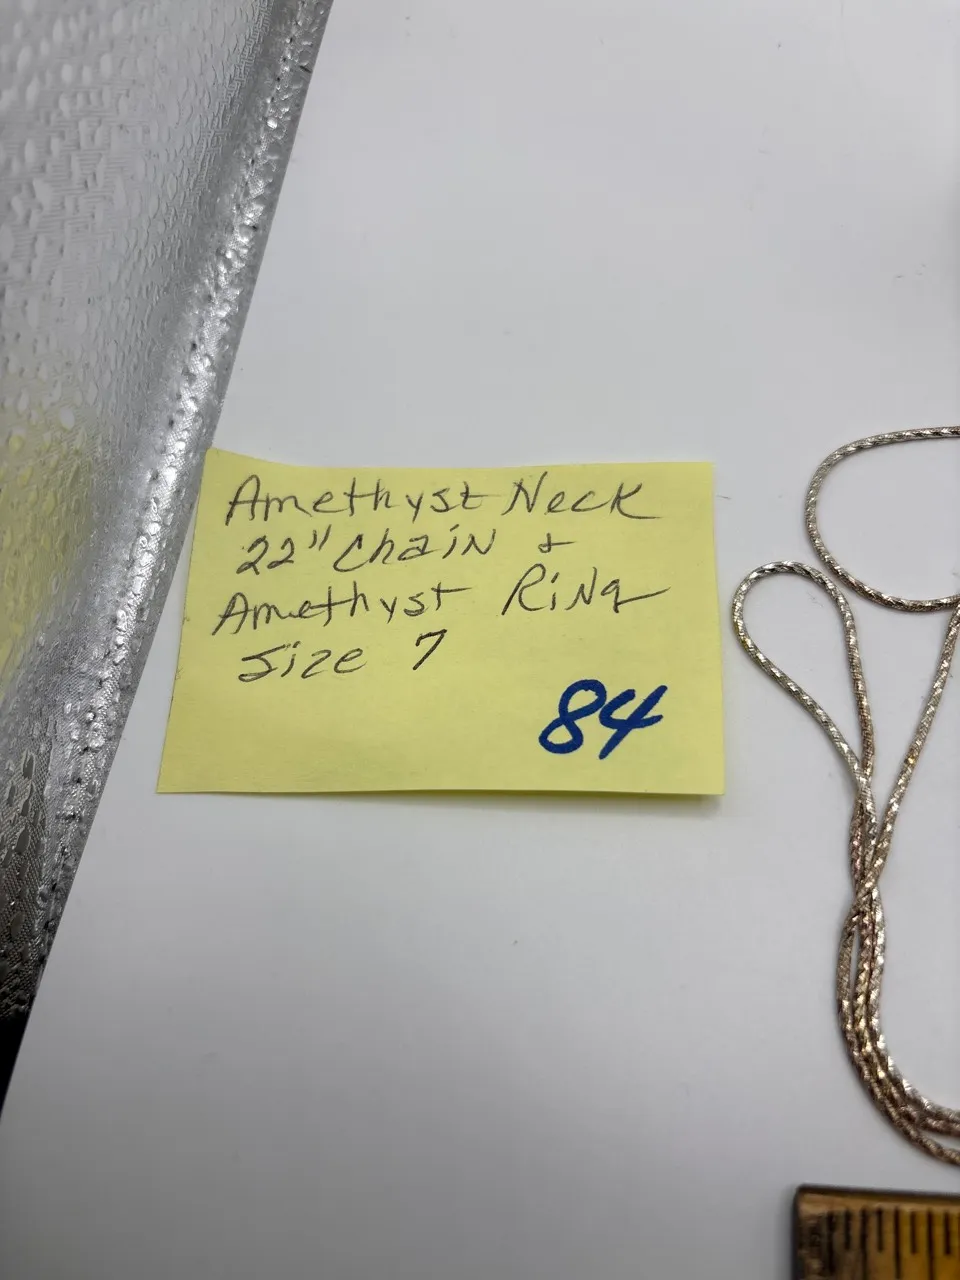 Amethyst Neck
22" Chain +
Amethyst Ring
Size 7
84